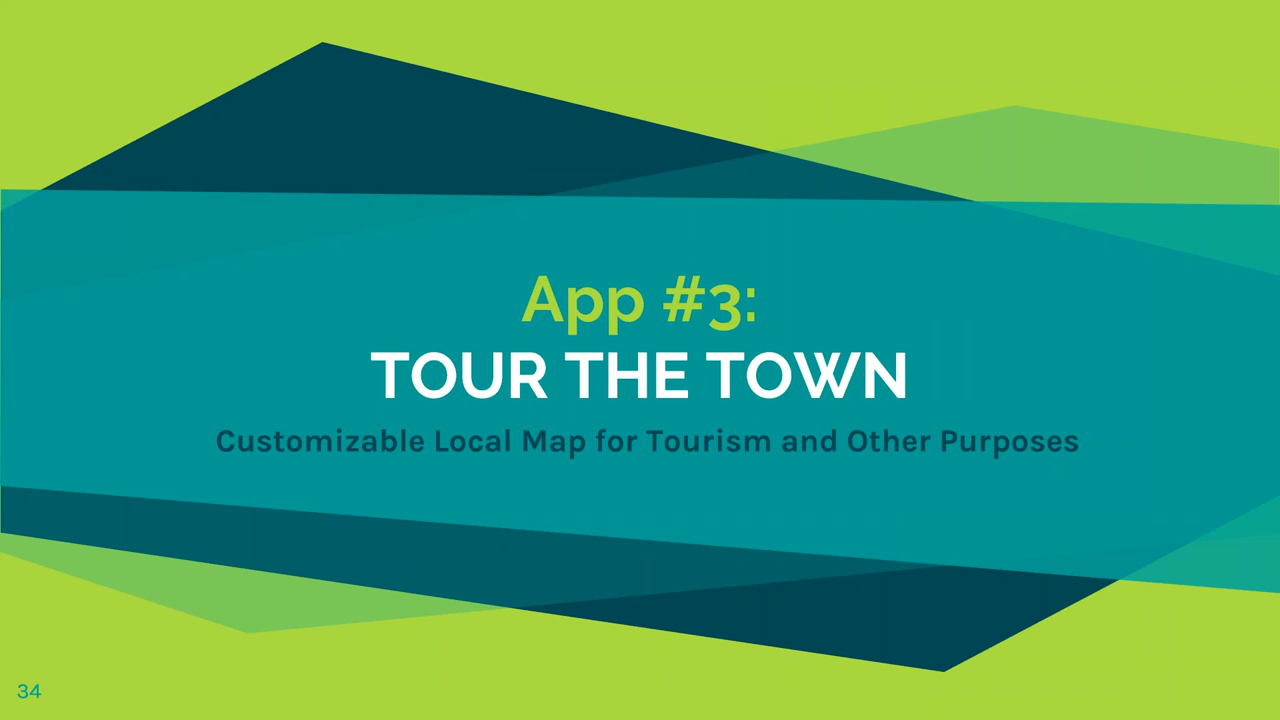 App #3:
TOUR THE TOWN
Customizable Local Map for Tourism and Other Purposes
34